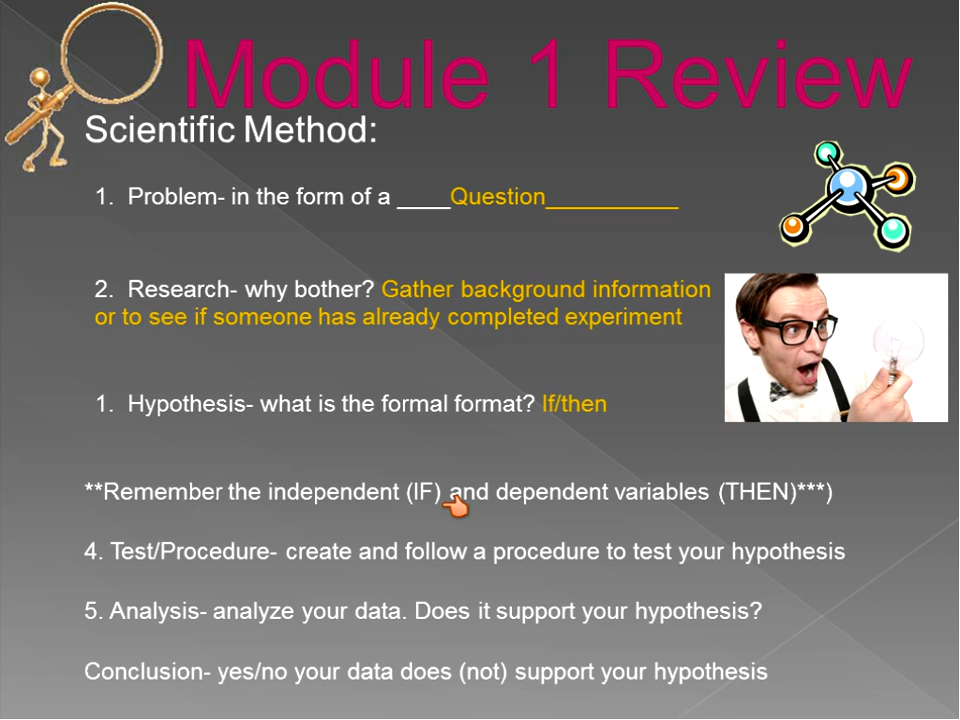 Module 1 Review
Scientific Method:
1. Problem- in the form of a ____Question__________
2. Research- why bother? Gather background information
or to see if someone has already completed experiment
1. Hypothesis- what is the formal format? If/then
**Remember the independent (IF) and dependent variables (THEN)***)
4. Test/Procedure- create and follow a procedure to test your hypothesis
5. Analysis- analyze your data. Does it support your hypothesis?
Conclusion- yes/no your data does (not) support your hypothesis